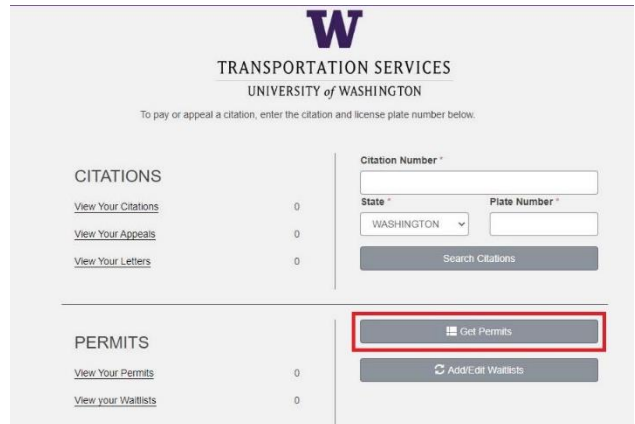 W
TRANSPORTATION SERVICES
UNIVERSITY of WASHINGTON
To pay or appeal a citation, enter the citation and license plate number below.
CITATIONS
View Your Citations 0
View Your Appeals 0
View Your Letters 0
Citation Number *
State * Plate Number *
WASHINGTON
Search Citations
PERMITS
View Your Permits 0
View your Waitlists 0
Get Permits
Add/Edit Waitlists